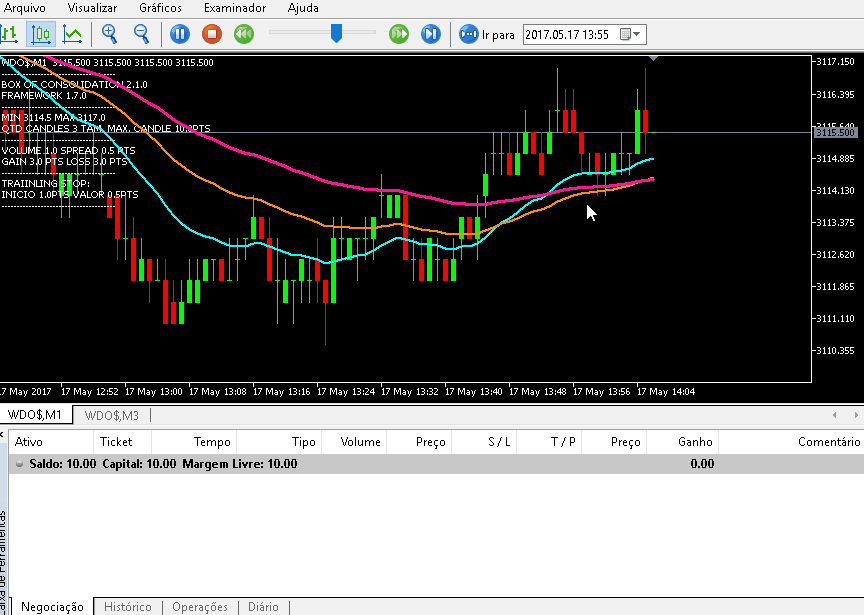 Arquivo Visualizar Gráficos Examinador Ajuda
Ir para 2017.05.17 13:55
WDO$,M1 3115.500 3115.500 3115.500 3115.500
BOX OF CONSOLIDATION 2.1.0
FRAMEWORK 1.7.0
MIN 3114.5 MAX 3117.0
QTD CANDLES 3 TAM. MAX. CANDLE 10.0PTS
VOLUME 1.0 SPREAD 0.5 PTS
GAIN 3.0 PTS LOSS 3.0 PTS
TRAIINLING STOP:
INICIO 1.0PTS VALOR 0.5PTS
3117.150
3116.395
3115.640
3115.500
3114.885
3114.130
3113.375
3112.620
3111.865
3111.110
3110.355
17 May 2017 17 May 12:52 17 May 13:00 17 May 13:08 17 May 13:16 17 May 13:24 17 May 13:32 17 May 13:40 17 May 13:48 17 May 13:56 17 May 14:04
WDO$,M1 WDO$,M3
Ativo Ticket Tempo Tipo Volume Preço S / L T / P Preço Ganho Comentário
Saldo: 10.00 Capital: 10.00 Margem Livre: 10.00 0.00
Caixa de Ferramentas
Negociação Histórico Operações Diário